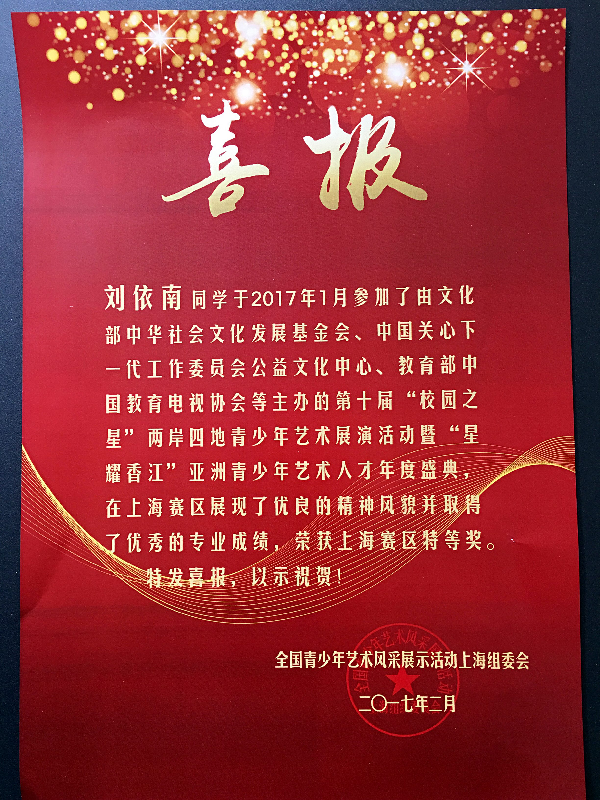 喜报
刘依南同学于2017年1月参加了由文化
部中华社会文化发展基金会、中国关心下
一代工作委员会公益文化中心、教育部中
国教育电视协会等主办的第十届“校园之
星”两岸四地青少年艺术展演活动暨“星
耀香江”亚洲青少年艺术人才年度盛典，
在上海赛区展现了优良的精神风貌并取得
了优秀的专业成绩，荣获上海赛区特等奖。
特发喜报，以示祝贺！
全国青少年艺术风采展示活动上海组委会
二〇一七年二月